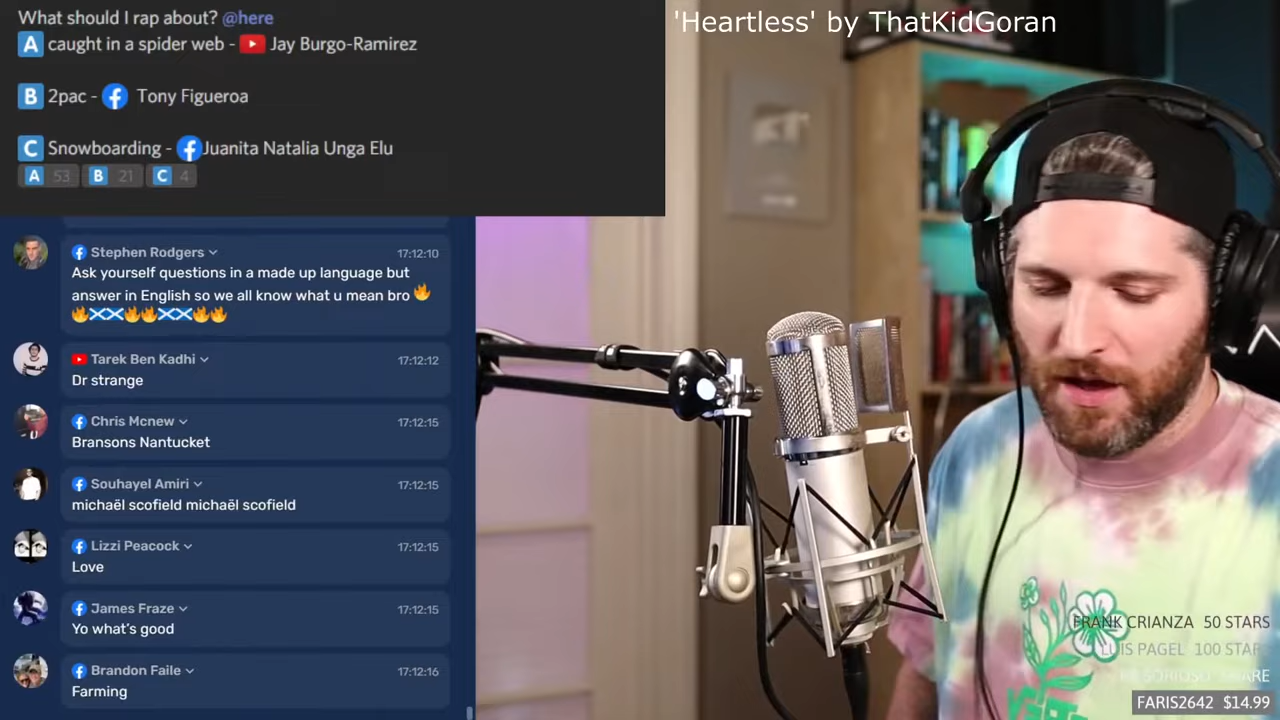 What should I rap about? @here
A caught in a spider web - Jay Burgo-Ramirez
B 2pac - Tony Figueroa
C Snowboarding - Juanita Natalia Unga Elu
A 53 B 21 C 4
'Heartless' by ThatKidGoran
Stephen Rodgers 17:12:10
Ask yourself questions in a made up language but
answer in English so we all know what u mean bro 🔥
🔥🏴󠁧󠁢󠁳󠁣󠁴󠁿🏴󠁧󠁢󠁳󠁣󠁴󠁿🔥🔥🏴󠁧󠁢󠁳󠁣󠁴󠁿🏴󠁧󠁢󠁳󠁣󠁴󠁿🔥🔥
Tarek Ben Kadhi 17:12:12
Dr strange
Chris Mcnew 17:12:15
Bransons Nantucket
Souhayel Amiri 17:12:15
michaël scofield michaël scofield
Lizzi Peacock 17:12:15
Love
James Fraze 17:12:15
Yo what's good
Brandon Faile 17:12:16
Farming
FRANK CRIANZA 50 STARS
LUIS PAGEL 100 STARS
FARIS2642 $14.99